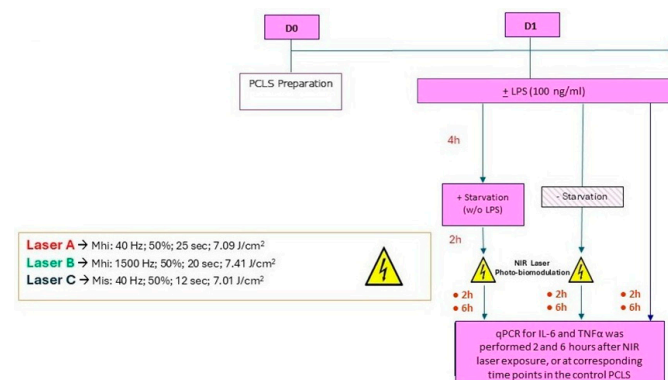 D0
D1
PCLS Preparation
+ LPS (100 ng/ml)
4h
+ Starvation
(w/o LPS)
- Starvation
2h
Laser A → Mhi: 40 Hz; 50%; 25 sec; 7.09 J/cm²
Laser B → Mhi: 1500 Hz; 50%; 20 sec; 7.41 J/cm²
Laser C → Mis: 40 Hz; 50%; 12 sec; 7.01 J/cm²
NIR Laser
Photo-biomodulation
• 2h
• 6h
• 2h
• 6h
• 2h
• 6h
qPCR for IL-6 and TNFα was
performed 2 and 6 hours after NIR
laser exposure, or at corresponding
time points in the control PCLS